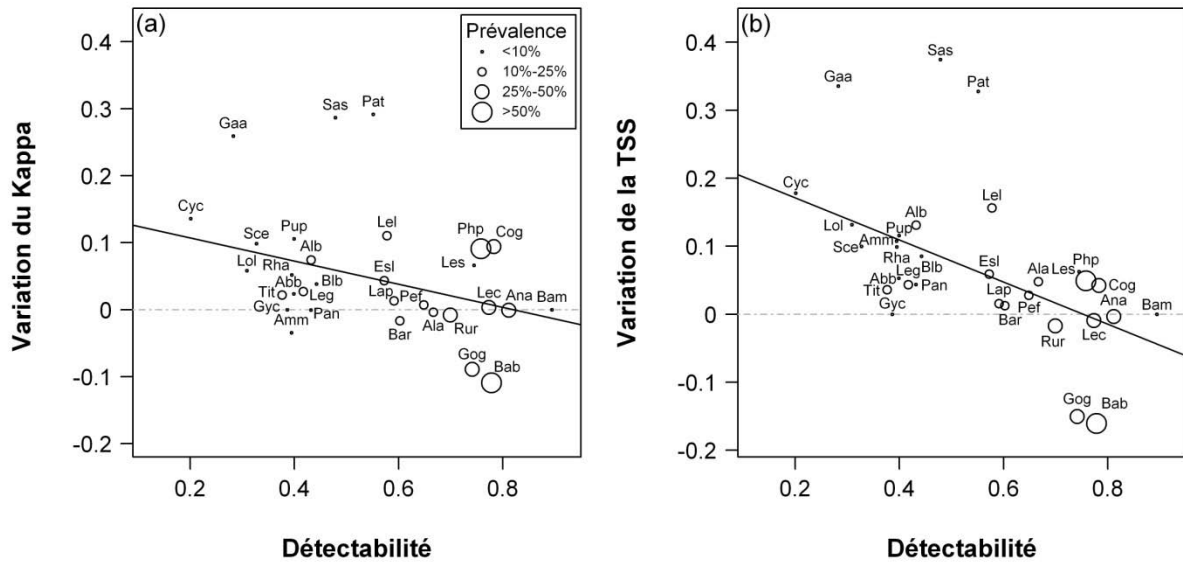 (a)
Prévalence
<10%
10%-25%
25%-50%
>50%
Variation du Kappa
0.4
0.3
0.2
0.1
0
-0.1
-0.2
Sas
Pat
Gaa
Cyc
Sce
Pup
Lel
Php
Cog
Alb
Lol
Rha
Les
Esl
Abb
Blb
Tit
Leg
Lap
Pef
Lec
Ana
Bam
Gyc
Pan
Amm
Bar
Ala
Rur
Gog
Bab
0.2
0.4
0.6
0.8
Détectabilité
(b)
Variation de la TSS
0.4
0.3
0.2
0.1
0
-0.1
-0.2
Sas
Gaa
Pat
Cyc
Lel
Lol
Pup
Alb
Amm
Sce
Rha
Blb
Esl
Php
Abb
Leg
Ala
Les
Tit
Pan
Lap
Cog
Gyc
Bar
Pef
Ana
Bam
Rur
Lec
Gog
Bab
0.2
0.4
0.6
0.8
Détectabilité